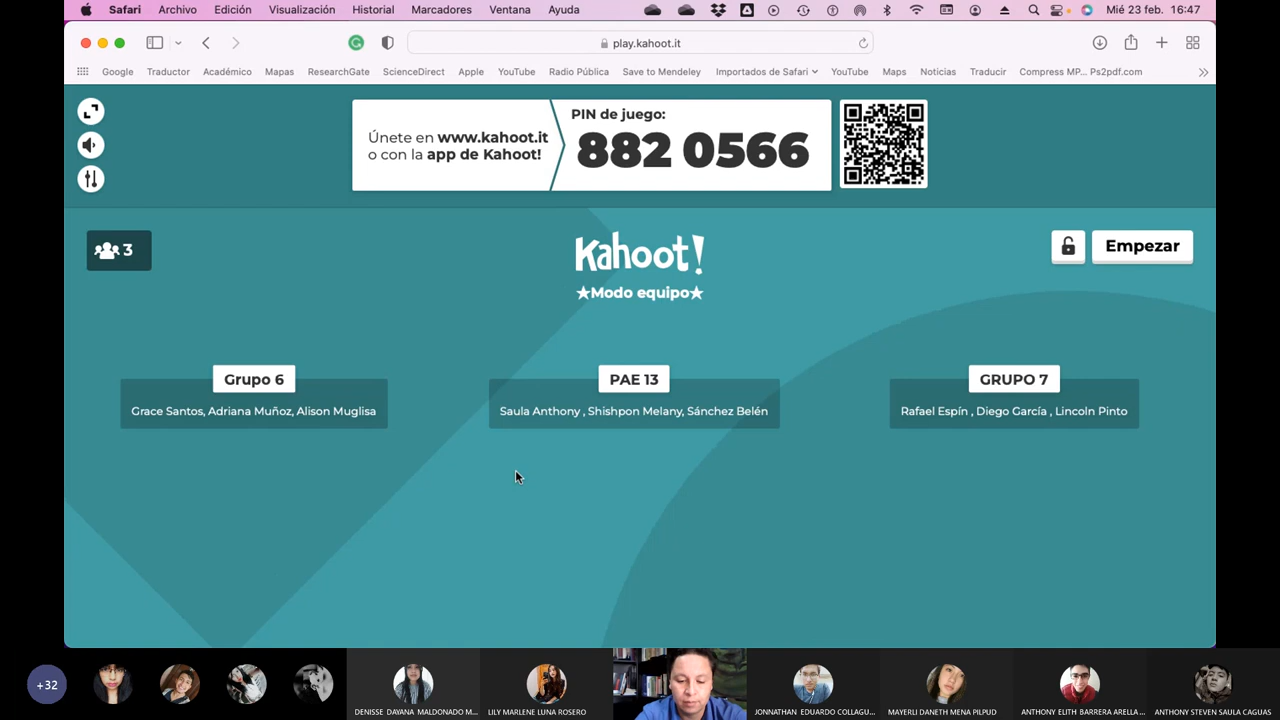 Safari Archivo Edición Visualización Historial Marcadores Ventana Ayuda Mié 23 feb. 16:47
play.kahoot.it
Google Traductor Académico Mapas ResearchGate ScienceDirect Apple YouTube Radio Pública Save to Mendeley Importados de Safari YouTube Maps Noticias Traducir Compress MP... Ps2pdf.com
Únete en www.kahoot.it
o con la app de Kahoot!
PIN de juego:
882 0566
3
Kahoot!
★Modo equipo★
Empezar
Grupo 6
Grace Santos, Adriana Muñoz, Alison Muglisa
PAE 13
Saula Anthony , Shishpon Melany, Sánchez Belén
GRUPO 7
Rafael Espín , Diego García , Lincoln Pinto
+32
DENISSE DAYANA MALDONADO M...
LILY MARLENE LUNA ROSERO
JONNATHAN EDUARDO COLLAGU...
MAYERLI DANETH MENA PILPUD
ANTHONY ELITH BARRERA ARELLA ...
ANTHONY STEVEN SAULA CAGUAS